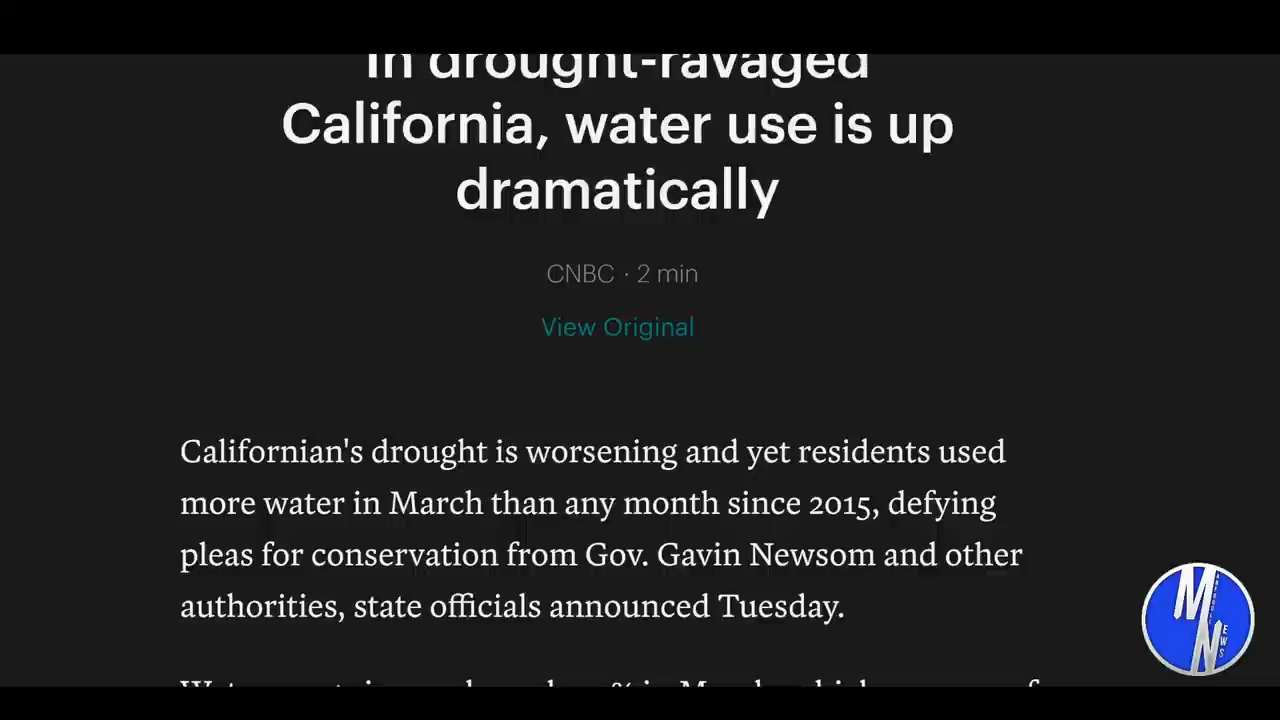 In drought-ravaged
California, water use is up
dramatically
CNBC · 2 min
View Original
Californian's drought is worsening and yet residents used
more water in March than any month since 2015, defying
pleas for conservation from Gov. Gavin Newsom and other
authorities, state officials announced Tuesday.
MN
EWS